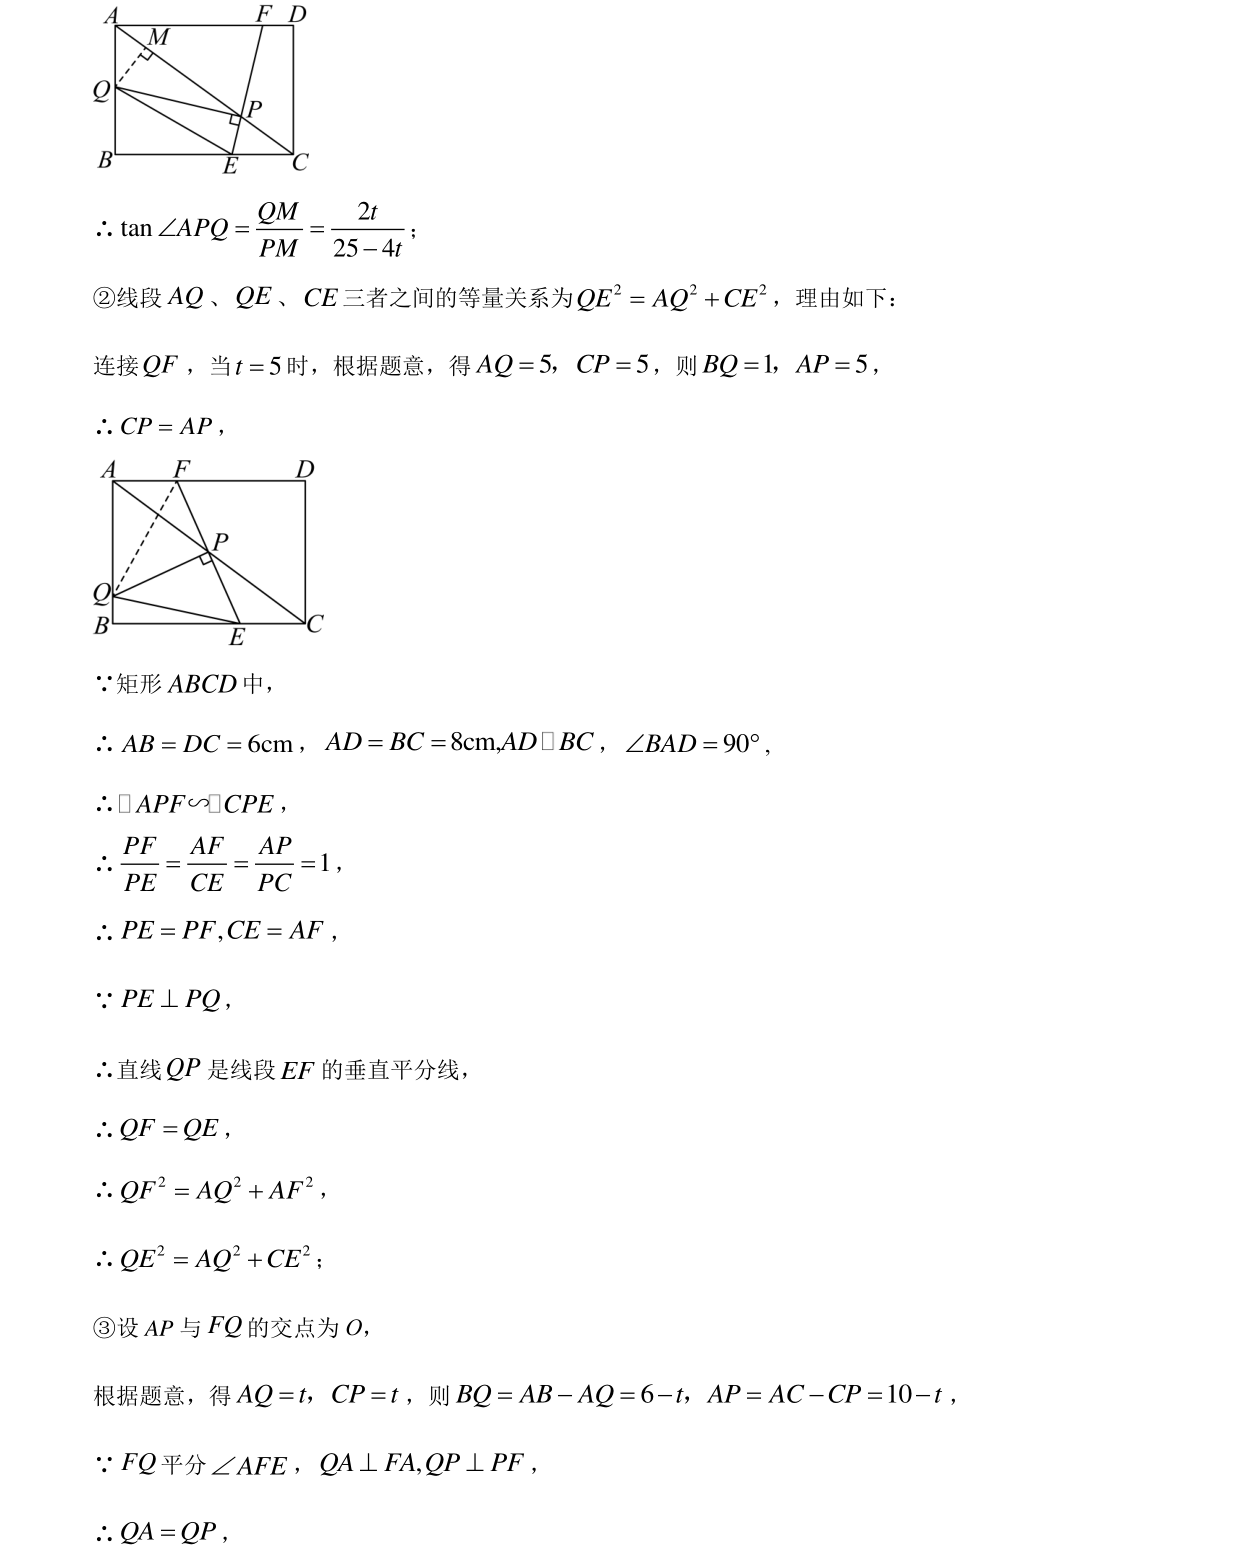 A F D
M
Q
P
B E C
∴ tan∠APQ = QM/PM = 2t/(25−4t)；
②线段 AQ 、QE 、CE 三者之间的等量关系为 QE² = AQ² + CE²，理由如下：
连接 QF ，当 t = 5 时，根据题意，得 AQ = 5，CP = 5，则 BQ = 1，AP = 5，
∴ CP = AP，
A F D
P
Q
B E C
∵矩形 ABCD 中，
∴ AB = DC = 6cm，AD = BC = 8cm,AD□BC，∠BAD = 90°,
∴□APF∽□CPE，
∴ PF/PE = AF/CE = AP/PC = 1，
∴ PE = PF,CE = AF，
∵ PE ⊥ PQ，
∴直线 QP 是线段 EF 的垂直平分线，
∴ QF = QE，
∴ QF² = AQ² + AF²，
∴ QE² = AQ² + CE²；
③设 AP 与 FQ 的交点为 O，
根据题意，得 AQ = t，CP = t，则 BQ = AB − AQ = 6 − t，AP = AC − CP = 10 − t，
∵ FQ 平分∠AFE，QA ⊥ FA,QP ⊥ PF，
∴ QA = QP，